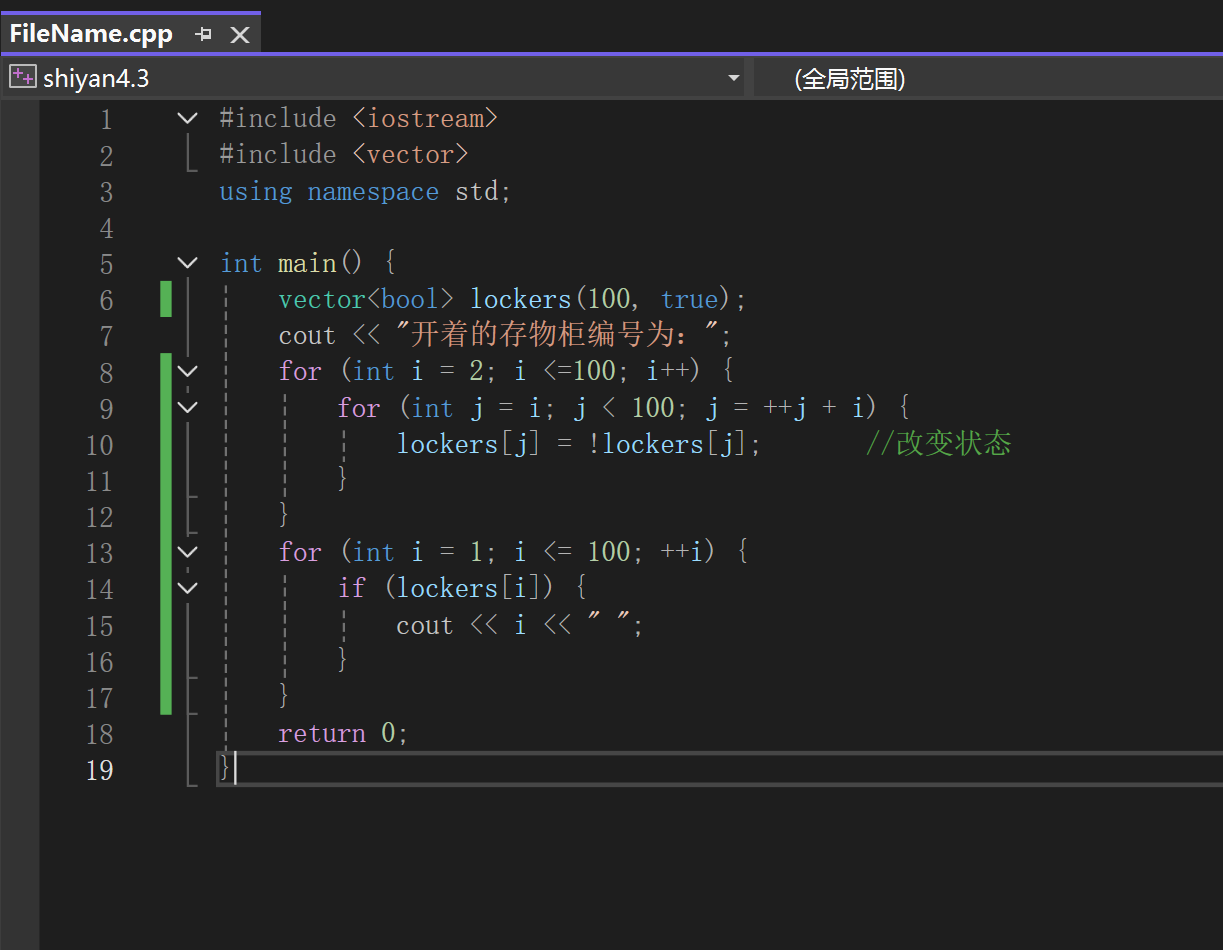 FileName.cpp
shiyan4.3 (全局范围)
1 #include <iostream>
2 #include <vector>
3 using namespace std;
4
5 int main() {
6 vector<bool> lockers(100, true);
7 cout << "开着的存物柜编号为：";
8 for (int i = 2; i <=100; i++) {
9 for (int j = i; j < 100; j = ++j + i) {
10 lockers[j] = !lockers[j]; //改变状态
11 }
12 }
13 for (int i = 1; i <= 100; ++i) {
14 if (lockers[i]) {
15 cout << i << " ";
16 }
17 }
18 return 0;
19 }